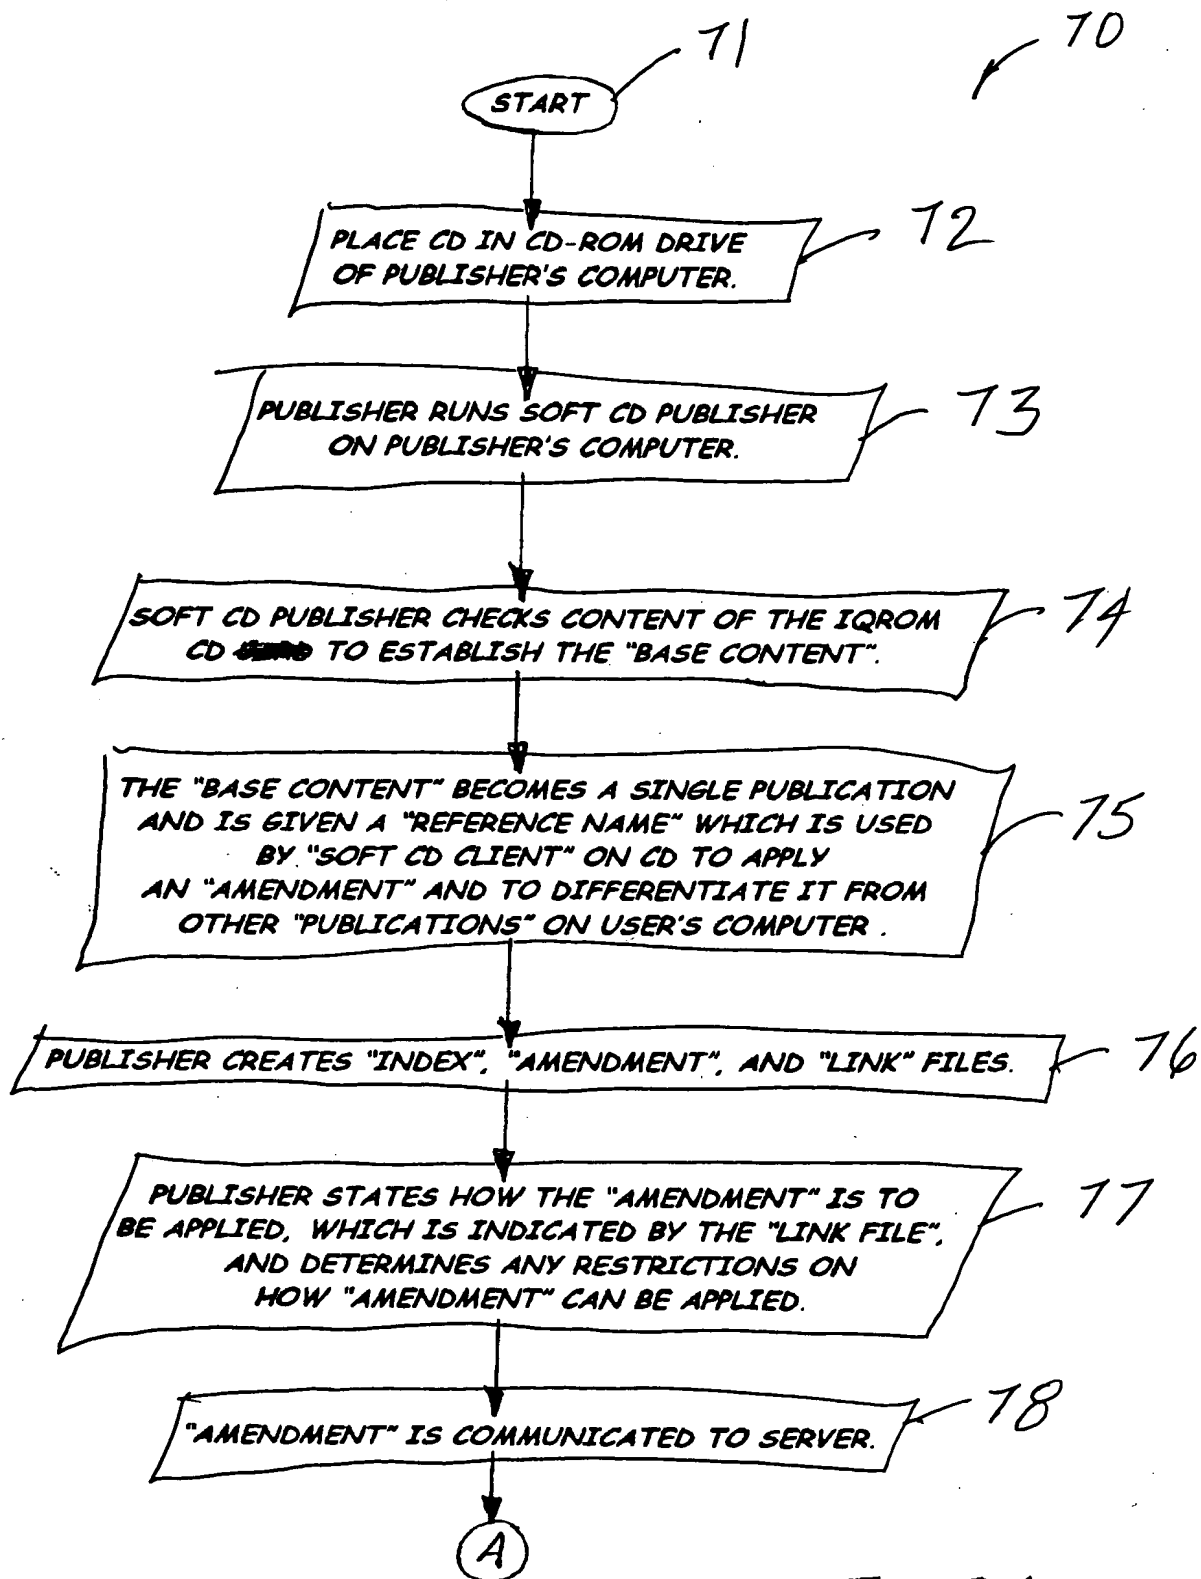 70
71
START
72
PLACE CD IN CD-ROM DRIVE
OF PUBLISHER'S COMPUTER.
73
PUBLISHER RUNS SOFT CD PUBLISHER
ON PUBLISHER'S COMPUTER.
74
SOFT CD PUBLISHER CHECKS CONTENT OF THE IQROM
CD TO ESTABLISH THE "BASE CONTENT".
THE "BASE CONTENT" BECOMES A SINGLE PUBLICATION
AND IS GIVEN A "REFERENCE NAME" WHICH IS USED
75
BY "SOFT CD CLIENT" ON CD TO APPLY
AN "AMENDMENT" AND TO DIFFERENTIATE IT FROM
OTHER "PUBLICATIONS" ON USER'S COMPUTER .
PUBLISHER CREATES "INDEX", "AMENDMENT", AND "LINK" FILES.
76
PUBLISHER STATES HOW THE "AMENDMENT" IS TO
77
BE APPLIED, WHICH IS INDICATED BY THE "LINK FILE",
AND DETERMINES ANY RESTRICTIONS ON
HOW "AMENDMENT" CAN BE APPLIED.
78
"AMENDMENT" IS COMMUNICATED TO SERVER.
A